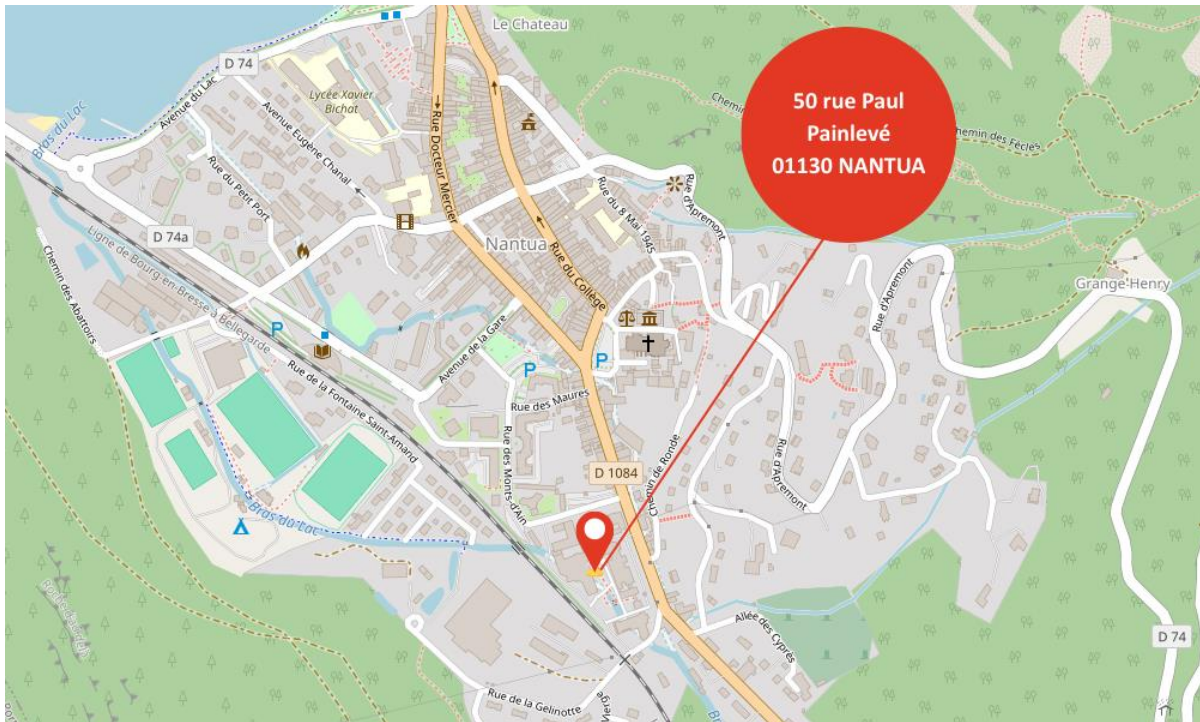 Le Chateau
D 74
Avenue du Lac
Bras du Lac
Lycée Xavier
Bichat
Avenue Eugène Chanal
Rue du Petit Port
Rue Docteur Mercier
50 rue Paul
Painlevé
01130 NANTUA
Chemin des Fécles
Rue d'Apremont
Rue du 8 Mai 1945
D 74a
Nantua
Rue du Collège
Ligne de Bourg-en-Bresse à Bellegarde
Chemin des Abattoirs
Grange-Henry
Rue d'Apremont
P
Avenue de la Gare
P
P
Rue de la Fontaine Saint-Amand
Rue des Maures
Rue des Monts-d'Ain
D 1084
Chemin de Ronde
Rue d'Apremont
Bras du Lac
Allée des Cyprès
D 74
Rue de la Gelinotte